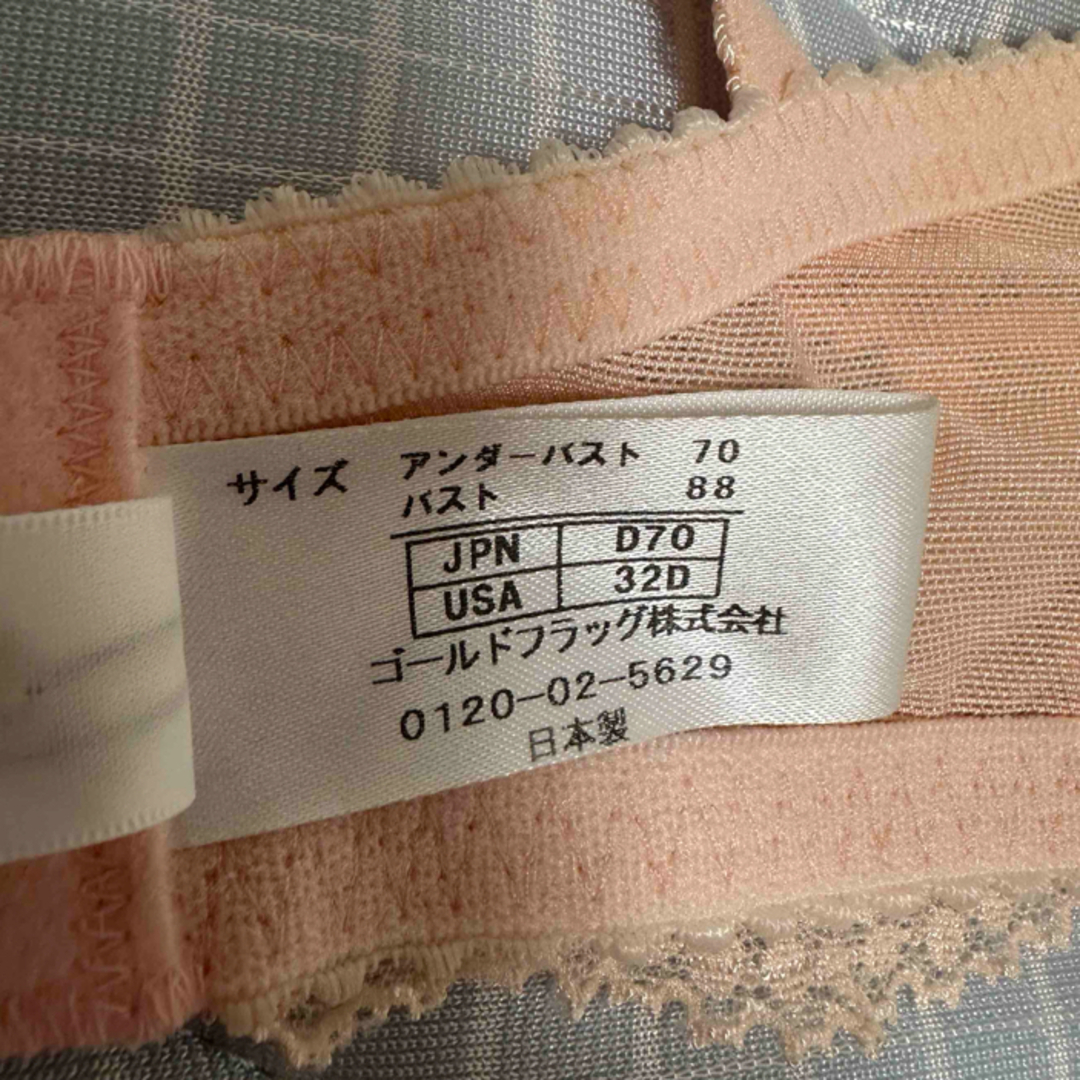 サイズ アンダーバスト 70
バスト 88
JPN D70
USA 32D
ゴールドフラッグ株式会社
0120-02-5629
日本製